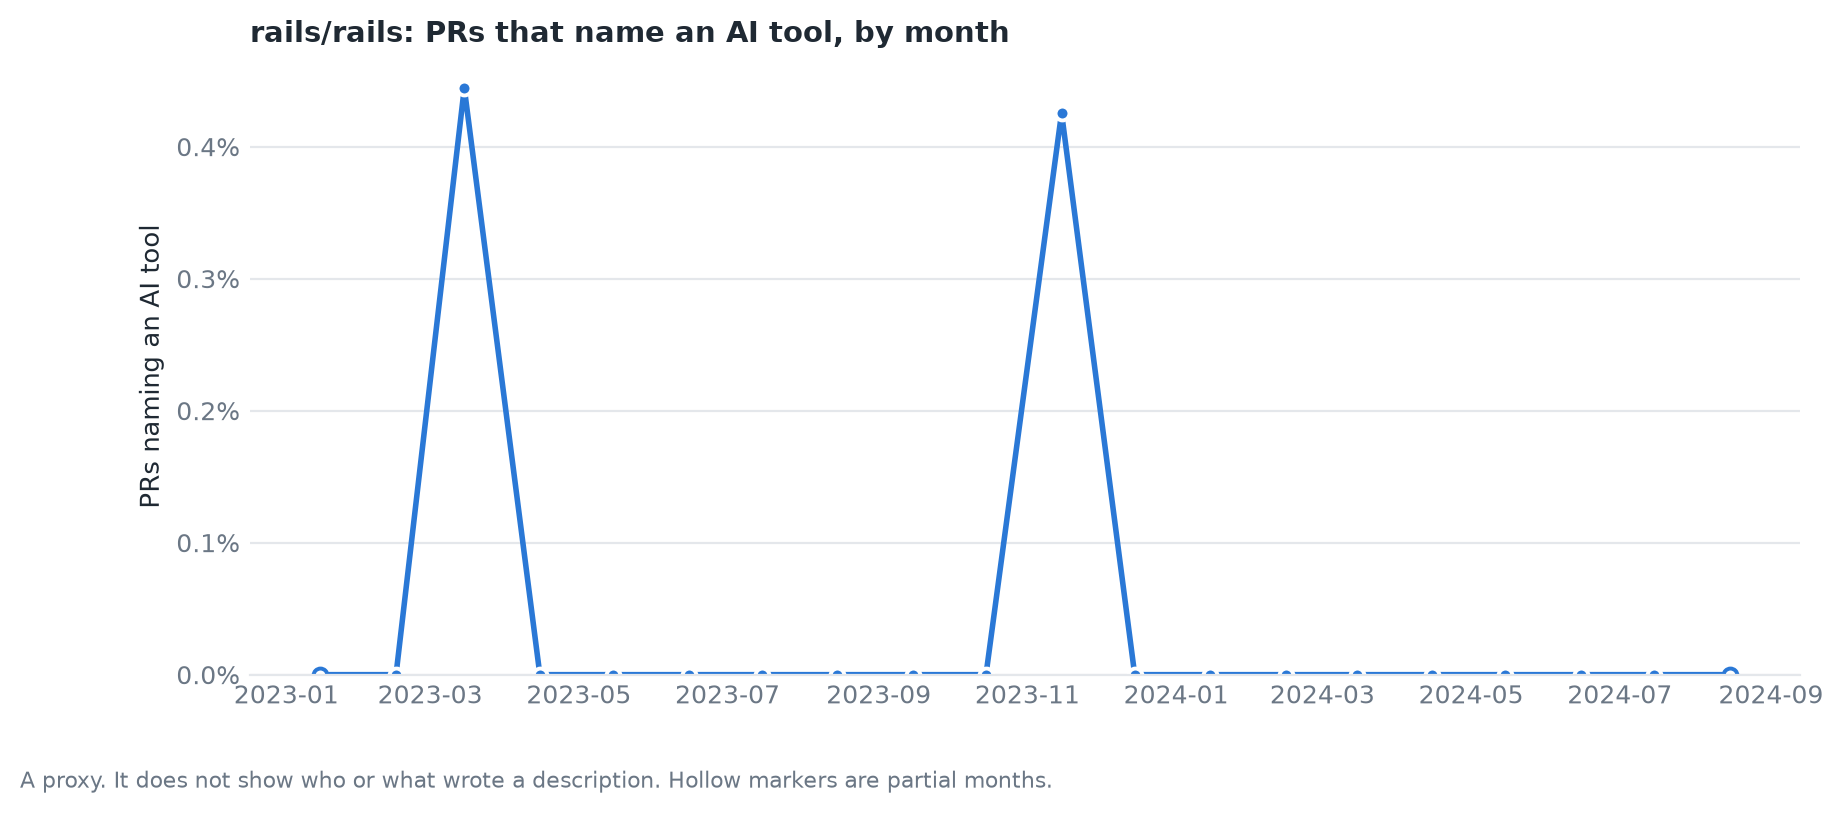 rails/rails: PRs that name an AI tool, by month
PRs naming an AI tool
0.4%
0.3%
0.2%
0.1%
0.0%
2023-01 2023-03 2023-05 2023-07 2023-09 2023-11 2024-01 2024-03 2024-05 2024-07 2024-09
A proxy. It does not show who or what wrote a description. Hollow markers are partial months.